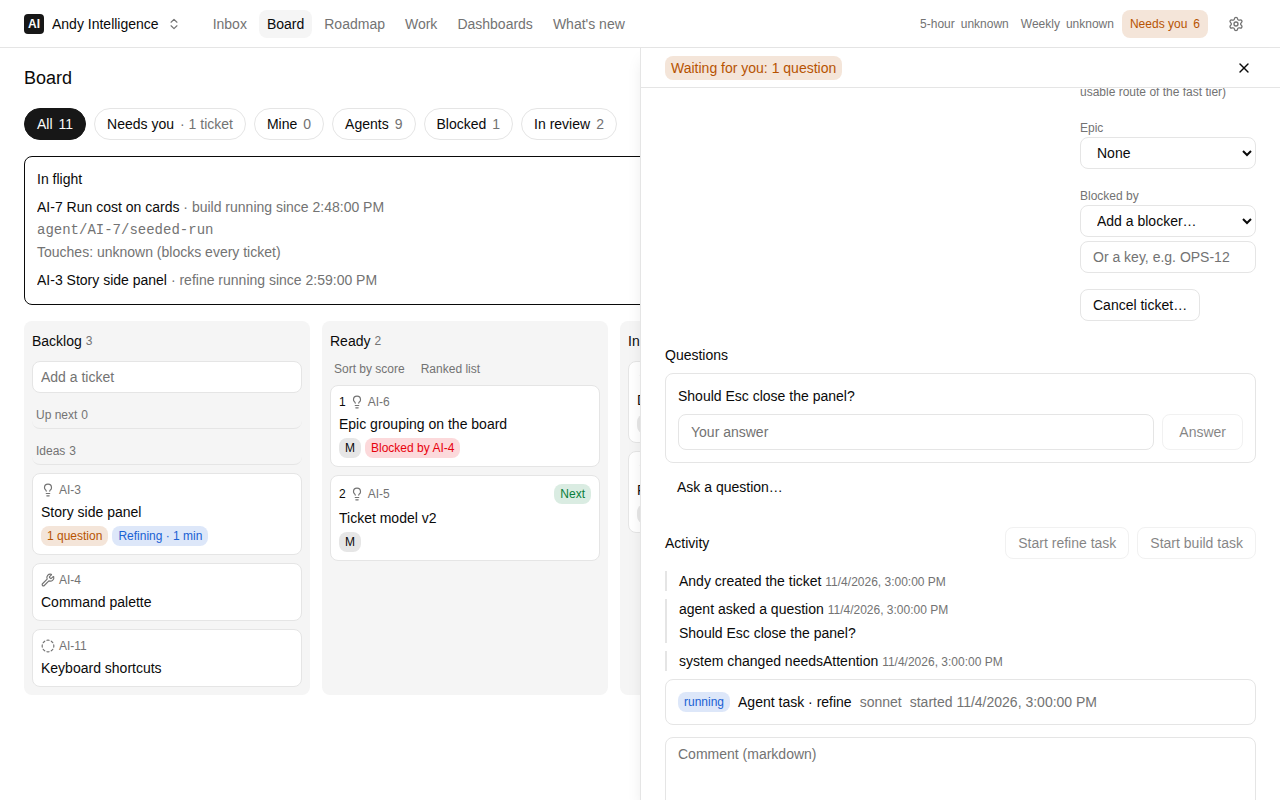 AI Andy Intelligence Inbox Board Roadmap Work Dashboards What's new 5-hour unknown Weekly unknown Needs you 6
Board
All 11 Needs you · 1 ticket Mine 0 Agents 9 Blocked 1 In review 2
In flight
AI-7 Run cost on cards · build running since 2:48:00 PM
agent/AI-7/seeded-run
Touches: unknown (blocks every ticket)
AI-3 Story side panel · refine running since 2:59:00 PM
Backlog 3
Add a ticket
Up next 0
Ideas 3
AI-3
Story side panel
1 question Refining · 1 min
AI-4
Command palette
AI-11
Keyboard shortcuts
Ready 2
Sort by score Ranked list
1 AI-6
Epic grouping on the board
M Blocked by AI-4
2 AI-5 Next
Ticket model v2
M
In
Waiting for you: 1 question
usable route of the fast tier)
Epic
None
Blocked by
Add a blocker…
Or a key, e.g. OPS-12
Cancel ticket…
Questions
Should Esc close the panel?
Your answer Answer
Ask a question…
Activity Start refine task Start build task
Andy created the ticket 11/4/2026, 3:00:00 PM
agent asked a question 11/4/2026, 3:00:00 PM
Should Esc close the panel?
system changed needsAttention 11/4/2026, 3:00:00 PM
running Agent task · refine sonnet started 11/4/2026, 3:00:00 PM
Comment (markdown)